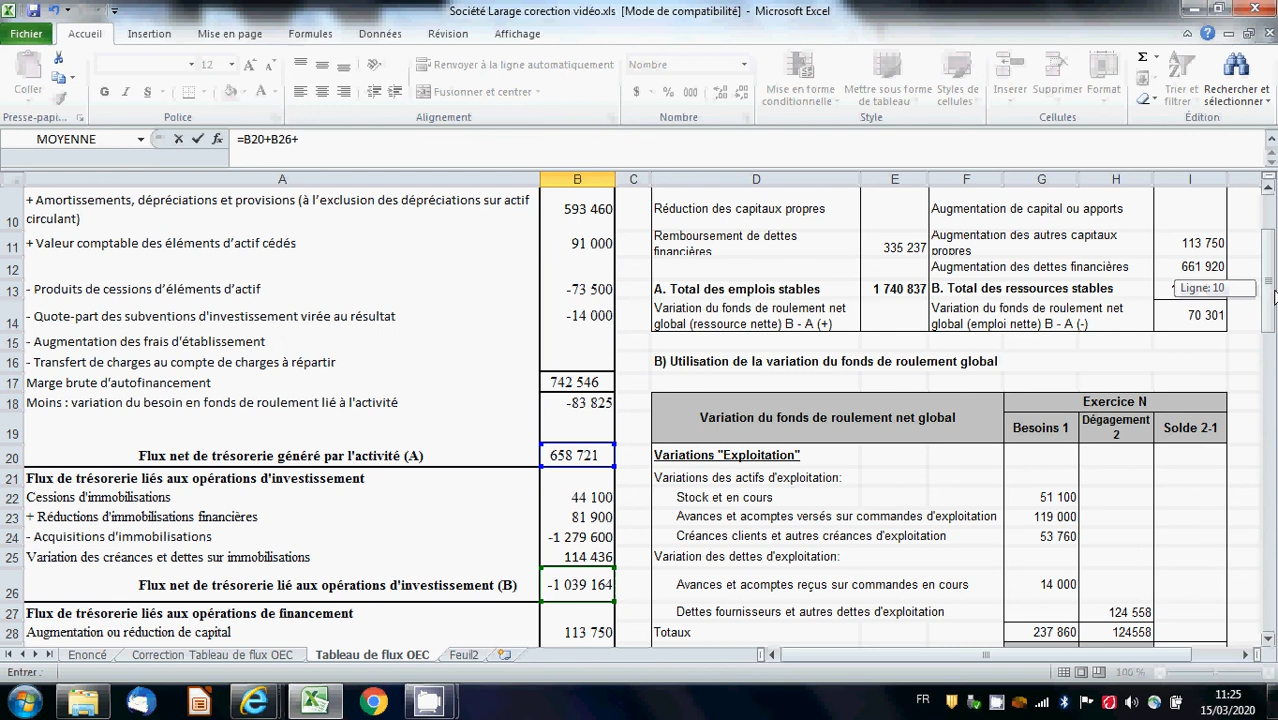 Société Larage corection vidéo.xls [Mode de compatibilité] - Microsoft Excel
Fichier Accueil Insertion Mise en page Formules Données Révision Affichage
12 Renvoyer à la ligne automatiquement Nombre
Coller G I S Fusionner et centrer $ % 000 Mise en forme conditionnelle Mettre sous forme de tableau Styles de cellules Insérer Supprimer Format Trier et filtrer Rechercher et sélectionner
Presse-papi... Police Alignement Nombre Style Cellules Édition
MOYENNE =B20+B26+
A B C D E F G H I
10 + Amortissements, dépréciations et provisions (à l’exclusion des dépréciations sur actif circulant) 593 460 Réduction des capitaux propres Augmentation de capital ou apports
11 + Valeur comptable des éléments d’actif cédés 91 000 Remboursement de dettes financières 335 237 Augmentation des autres capitaux propres 113 750
12 Augmentation des dettes financières 661 920
13 - Produits de cessions d’éléments d’actif -73 500 A. Total des emplois stables 1 740 837 B. Total des ressources stables Ligne: 10
14 - Quote-part des subventions d’investissement virée au résultat -14 000 Variation du fonds de roulement net global (ressource nette) B - A (+) Variation du fonds de roulement net global (emploi nette) B - A (-) 70 301
15 - Augmentation des frais d’établissement
16 - Transfert de charges au compte de charges à répartir B) Utilisation de la variation du fonds de roulement global
17 Marge brute d'autofinancement 742 546
18 Moins : variation du besoin en fonds de roulement lié à l’activité -83 825 Variation du fonds de roulement net global Exercice N
19 Besoins 1 Dégagement 2 Solde 2-1
20 Flux net de trésorerie généré par l'activité (A) 658 721 Variations "Exploitation"
21 Flux de trésorerie liés aux opérations d'investissement Variations des actifs d'exploitation:
22 Cessions d'immobilisations 44 100 Stock et en cours 51 100
23 + Réductions d'immobilisations financières 81 900 Avances et acomptes versés sur commandes d'exploitation 119 000
24 - Acquisitions d'immobilisations -1 279 600 Créances clients et autres créances d'exploitation 53 760
25 Variation des créances et dettes sur immobilisations 114 436 Variation des dettes d'exploitation:
26 Flux net de trésorerie lié aux opérations d'investissement (B) -1 039 164 Avances et acomptes reçus sur commandes en cours 14 000
27 Flux de trésorerie liés aux opérations de financement Dettes fournisseurs et autres dettes d'exploitation 124 558
28 Augmentation ou réduction de capital 113 750 Totaux 237 860 124558
Enoncé Correction Tableau de flux OEC Tableau de flux OEC Feuil2
Entrer 100 %
FR 11:25
15/03/2020